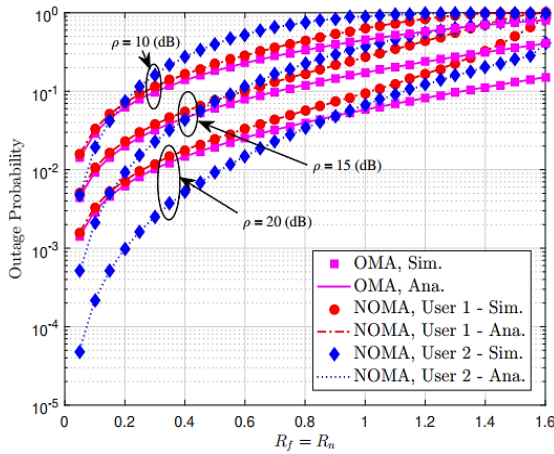 10^0
10^-1
10^-2
10^-3
10^-4
10^-5
Outage Probability
ρ = 10 (dB)
ρ = 15 (dB)
ρ = 20 (dB)
OMA, Sim.
OMA, Ana.
NOMA, User 1 - Sim.
NOMA, User 1 - Ana.
NOMA, User 2 - Sim.
NOMA, User 2 - Ana.
0 0.2 0.4 0.6 0.8 1 1.2 1.4 1.6
R_f = R_n